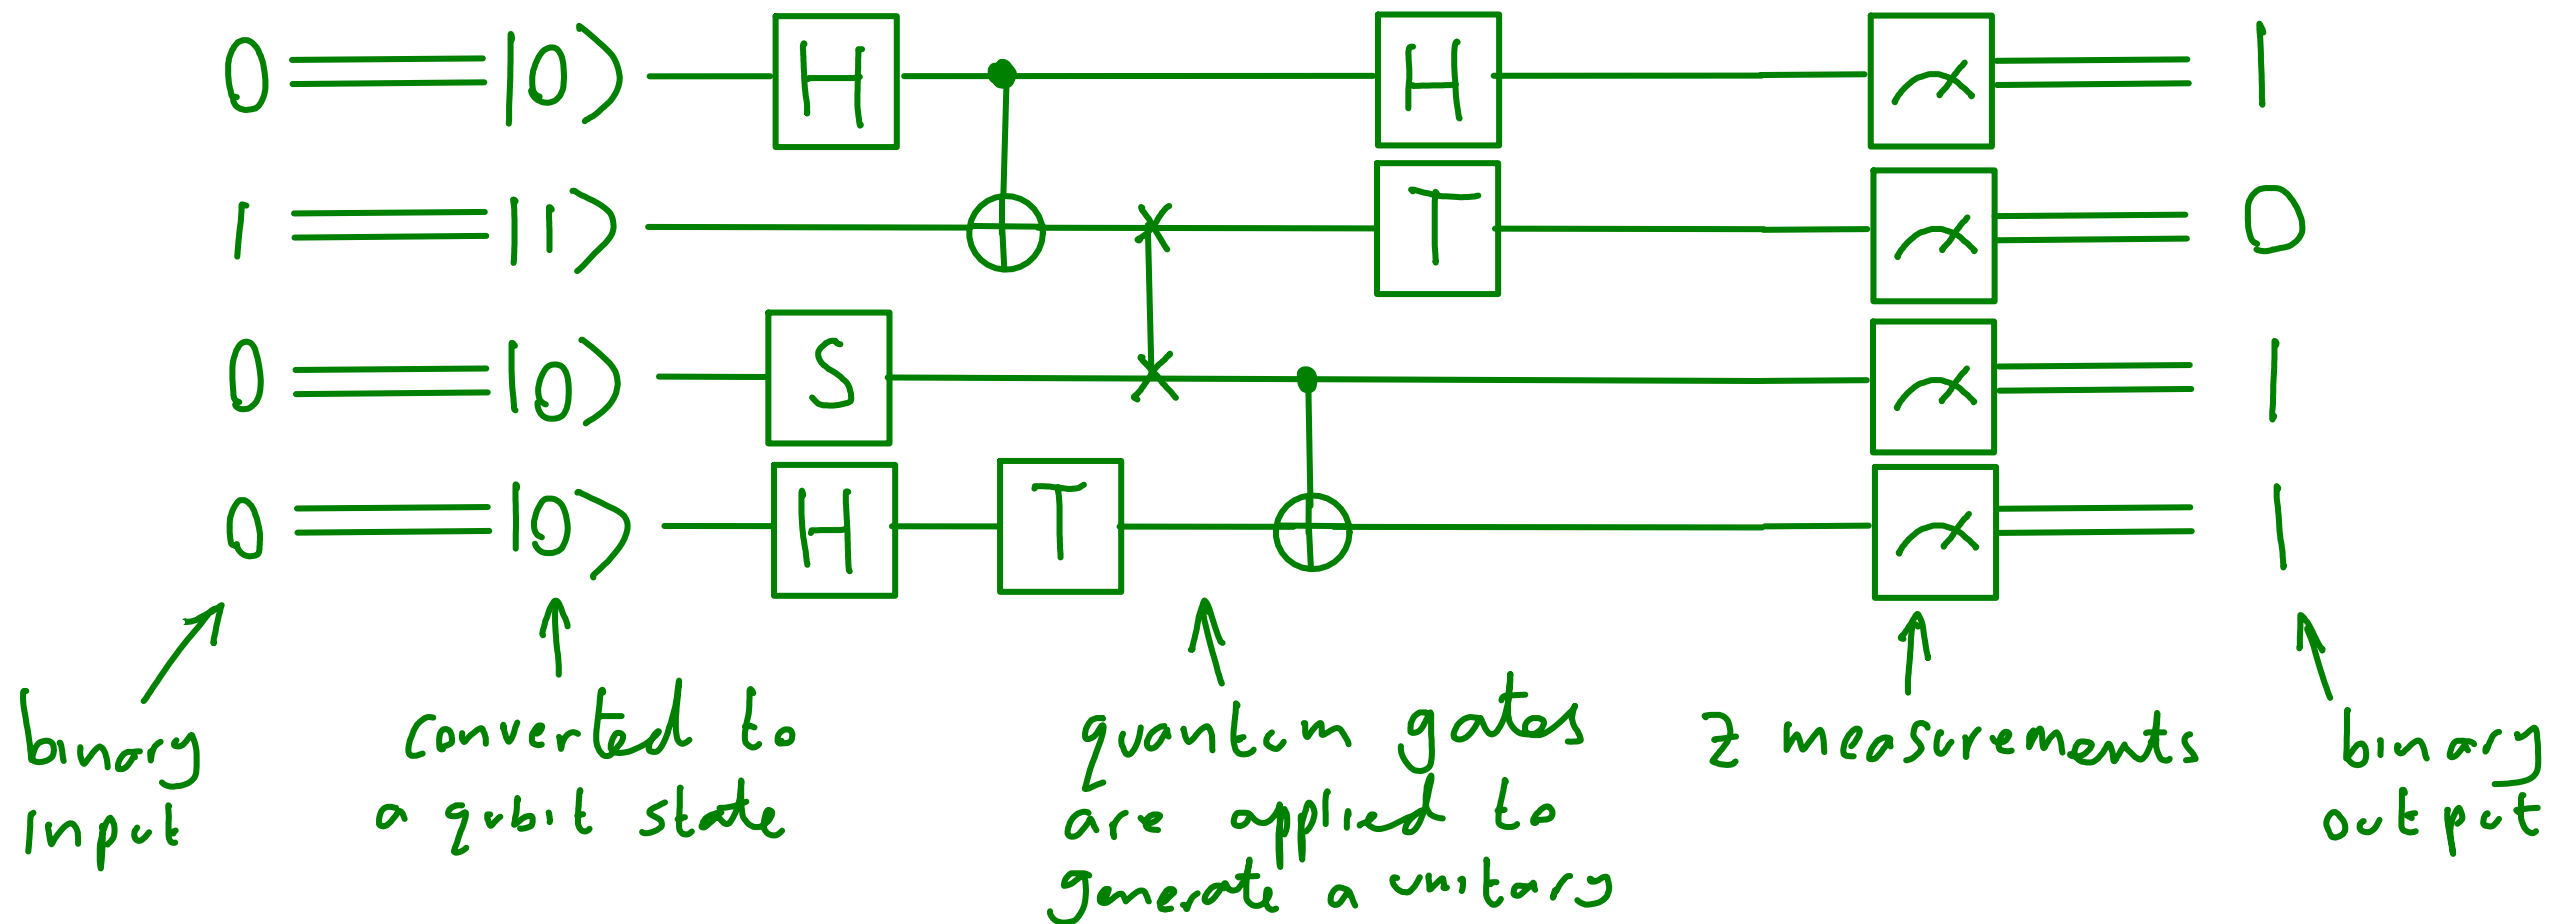 0 |0⟩ H H 1
1 |1⟩ T 0
0 |0⟩ S 1
0 |0⟩ H T 1
binary
input
converted to
a qubit state
quantum gates
are applied to
generate a unitary
Z measurements
binary
output